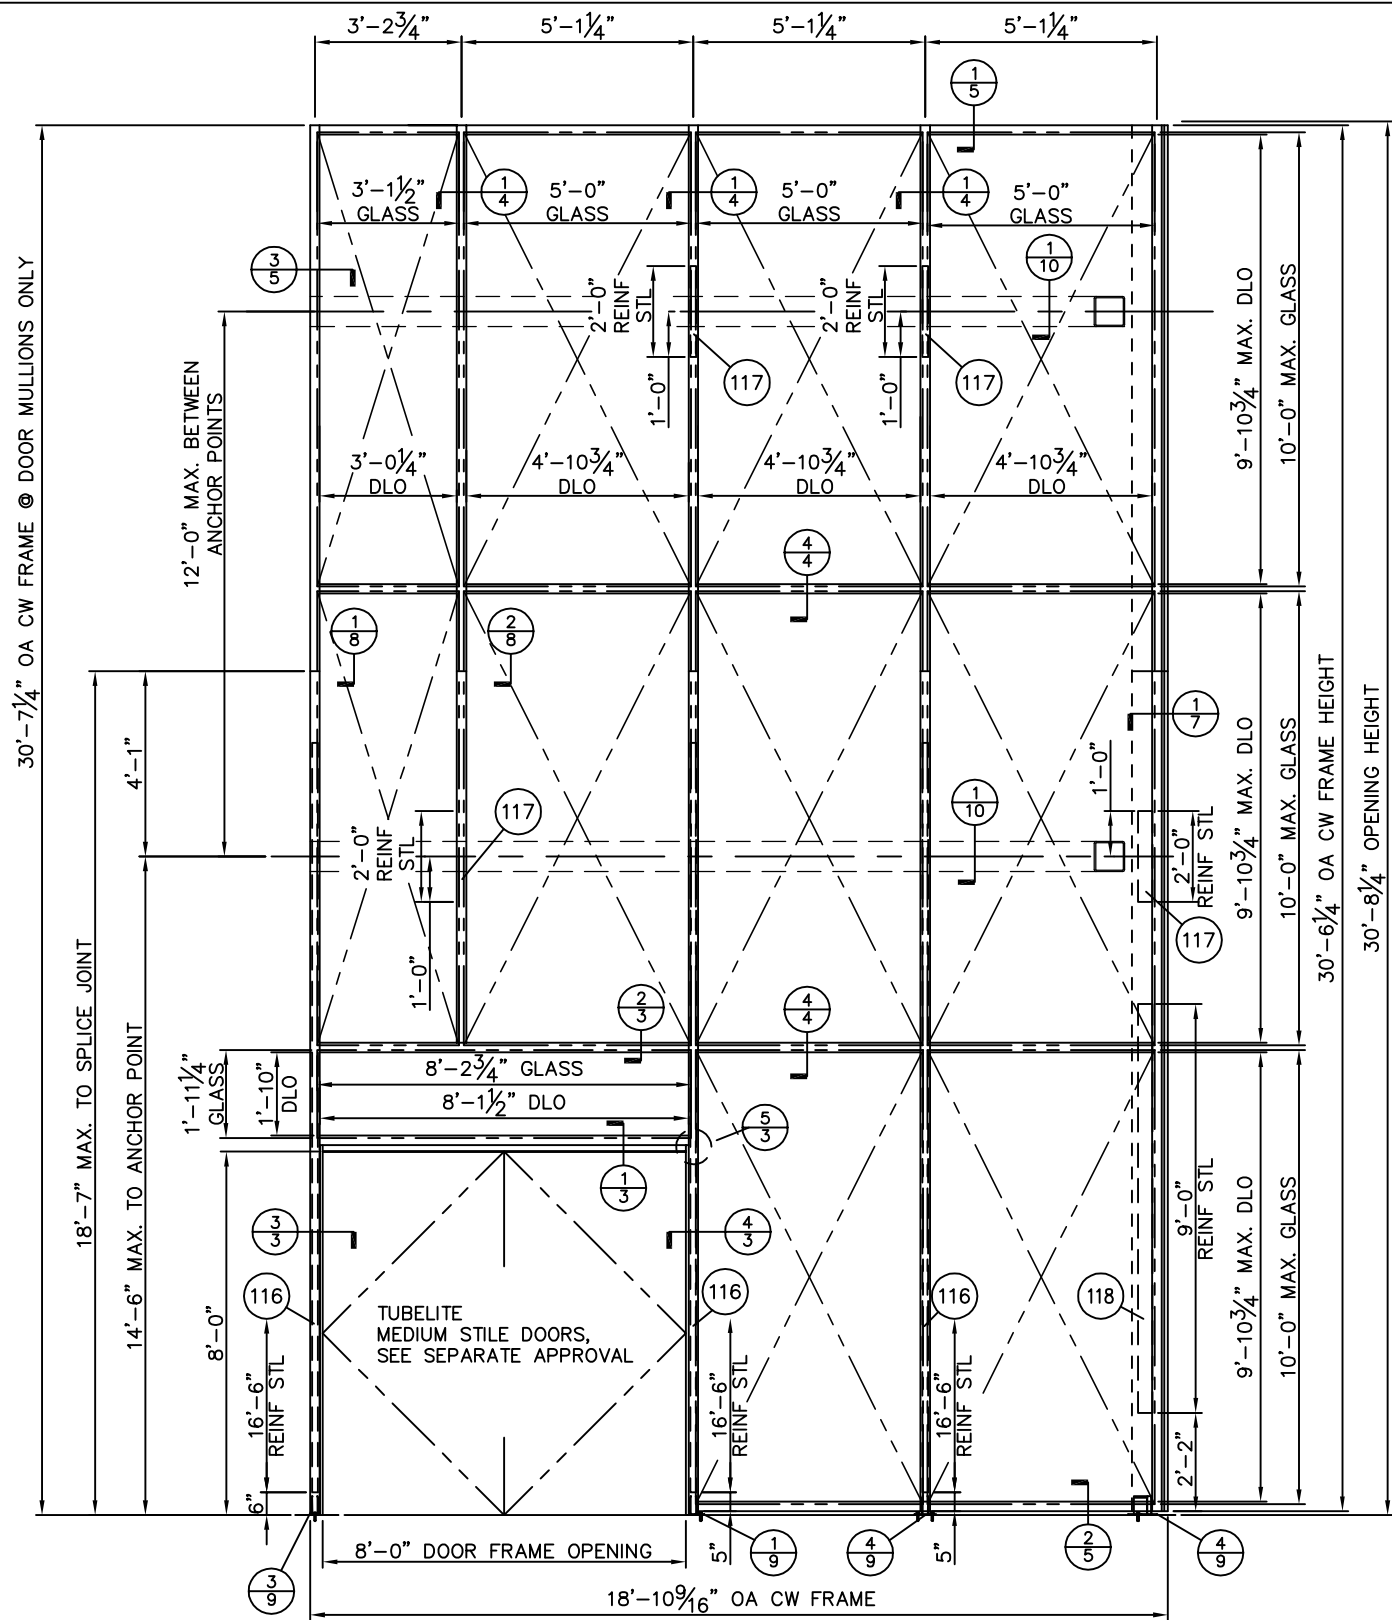 3'-2¾" 5'-1¼" 5'-1¼" 5'-1¼"
1
5
3'-1½"
GLASS
1
4
5'-0"
GLASS
1
4
5'-0"
GLASS
1
4
5'-0"
GLASS
3
5
1
10
2'-0"
REINF
STL
2'-0"
REINF
STL
1'-0"
117
1'-0"
117
30'-7¼" OA CW FRAME @ DOOR MULLIONS ONLY
12'-0" MAX. BETWEEN
ANCHOR POINTS
9'-10¾" MAX. DLO
10'-0" MAX. GLASS
3'-0¼"
DLO
4'-10¾"
DLO
4'-10¾"
DLO
4'-10¾"
DLO
4
4
1
8
2
8
1
7
4'-1"
2'-0"
REINF
STL
117
1
10
1'-0"
2'-0"
REINF STL
117
1'-0"
9'-10¾" MAX. DLO
10'-0" MAX. GLASS
30'-6¼" OA CW FRAME HEIGHT
30'-8¼" OPENING HEIGHT
18'-7" MAX. TO SPLICE JOINT
14'-6" MAX. TO ANCHOR POINT
2
3
4
4
1'-11¼"
GLASS
1'-10"
DLO
8'-2¾" GLASS
8'-1½" DLO
5
3
1
3
3
3
4
3
9'-0"
REINF STL
9'-10¾" MAX. DLO
10'-0" MAX. GLASS
116
116
116
118
8'-0"
TUBELITE
MEDIUM STILE DOORS,
SEE SEPARATE APPROVAL
16'-6"
REINF STL
16'-6"
REINF STL
16'-6"
REINF STL
2'-2"
6"
5"
5"
8'-0" DOOR FRAME OPENING
3
9
1
9
4
9
2
5
4
9
18'-10 9/16" OA CW FRAME